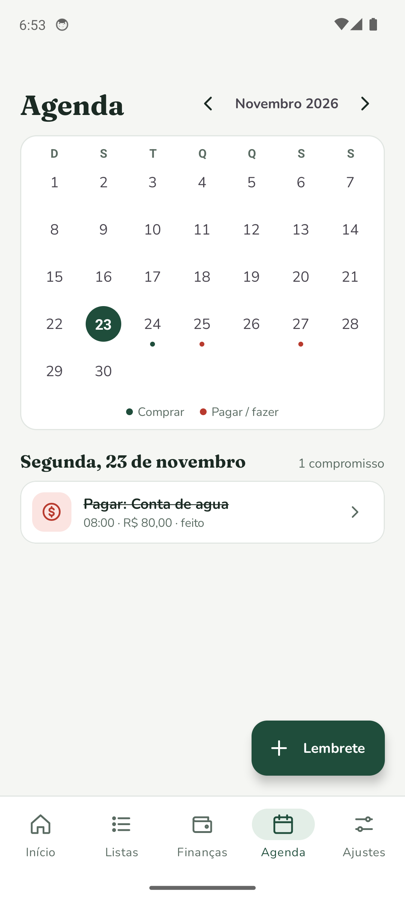 6:53
Agenda
Novembro 2026
D S T Q Q S S
1 2 3 4 5 6 7
8 9 10 11 12 13 14
15 16 17 18 19 20 21
22 23 24 25 26 27 28
29 30
Comprar Pagar / fazer
Segunda, 23 de novembro 1 compromisso
Pagar: Conta de agua
08:00 · R$ 80,00 · feito
Lembrete
Início Listas Finanças Agenda Ajustes